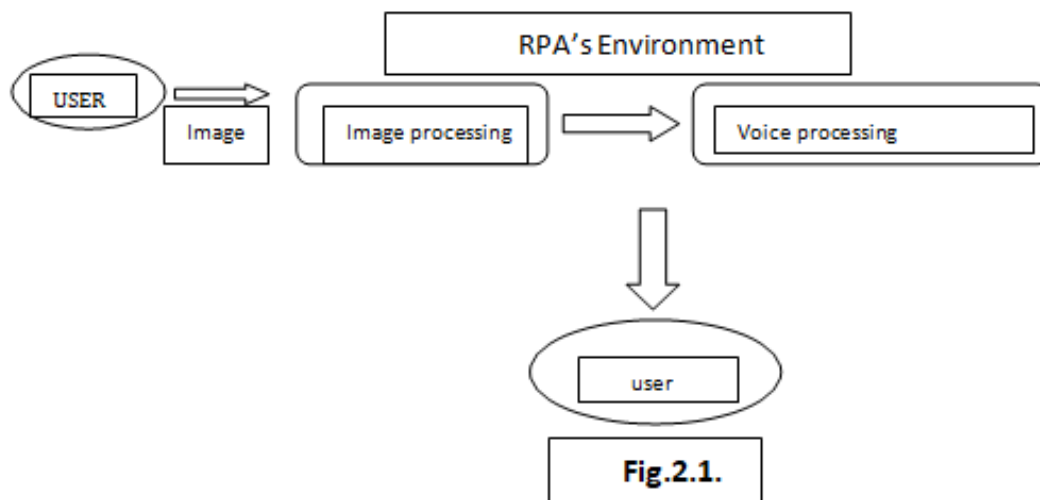 RPA's Environment
USER
Image
Image processing
Voice processing
user
Fig.2.1.